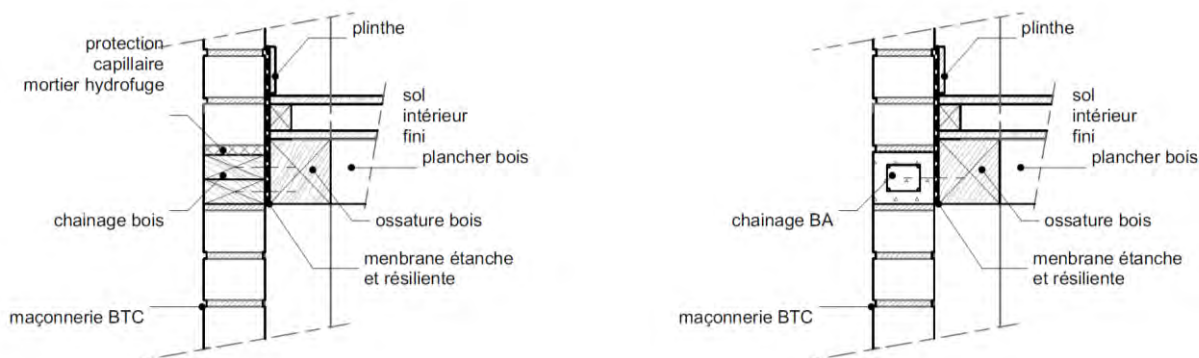 protection
capillaire
mortier hydrofuge
plinthe
sol
intérieur
fini
plancher bois
chainage bois
ossature bois
menbrane étanche
et résiliente
maçonnerie BTC
plinthe
sol
intérieur
fini
plancher bois
chainage BA
ossature bois
menbrane étanche
et résiliente
maçonnerie BTC